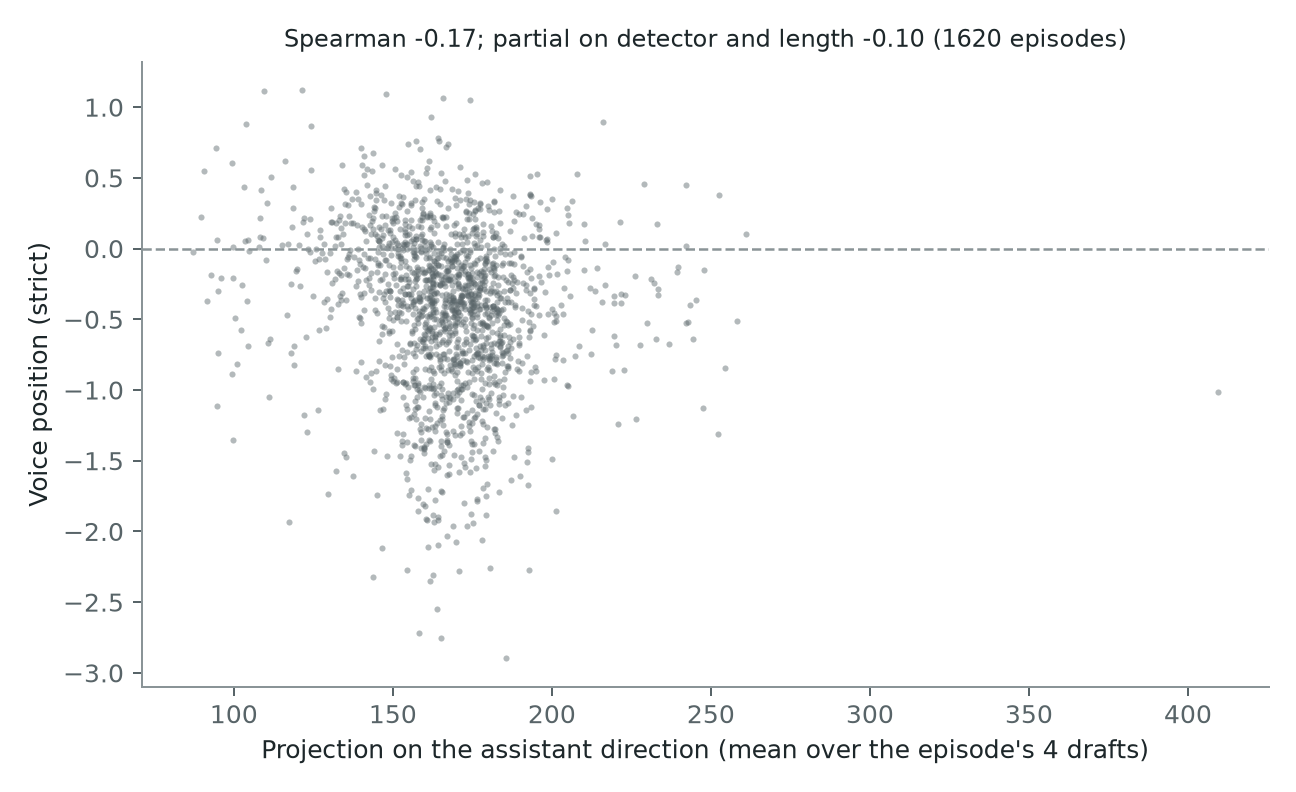 Spearman -0.17; partial on detector and length -0.10 (1620 episodes)
Voice position (strict)
1.0
0.5
0.0
−0.5
−1.0
−1.5
−2.0
−2.5
−3.0
100 150 200 250 300 350 400
Projection on the assistant direction (mean over the episode's 4 drafts)